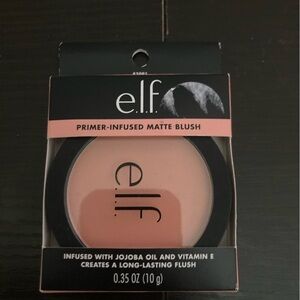 e.l.f.
PRIMER-INFUSED MATTE BLUSH
e.l.f.
INFUSED WITH JOJOBA OIL AND VITAMIN E
CREATES A LONG-LASTING FLUSH
0.35 OZ (10 g)